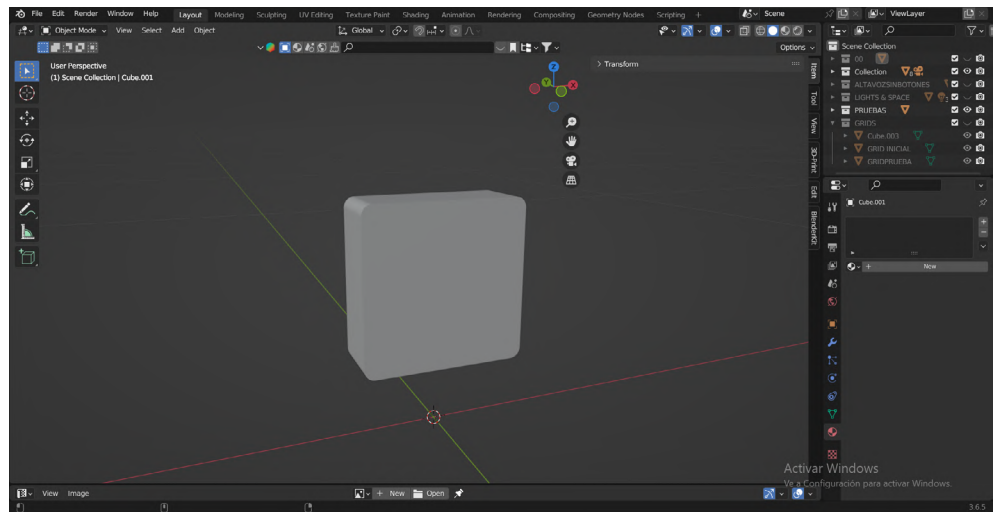 File Edit Render Window Help Layout Modeling Sculpting UV Editing Texture Paint Shading Animation Rendering Compositing Geometry Nodes Scripting + Scene ViewLayer
Object Mode View Select Add Object Global
Options
User Perspective
(1) Scene Collection | Cube.001
Transform
Item
Tool
View
3D-Print
Edit
BlenderKit
Scene Collection
00
Collection
ALTAVOZSINBOTONES
LIGHTS & SPACE
PRUEBAS
GRIDS
Cube.003
GRID INICIAL
GRIDPRUEBA
Cube.001
New
Activar Windows
Ve a Configuración para activar Windows.
View Image New Open
3.6.5